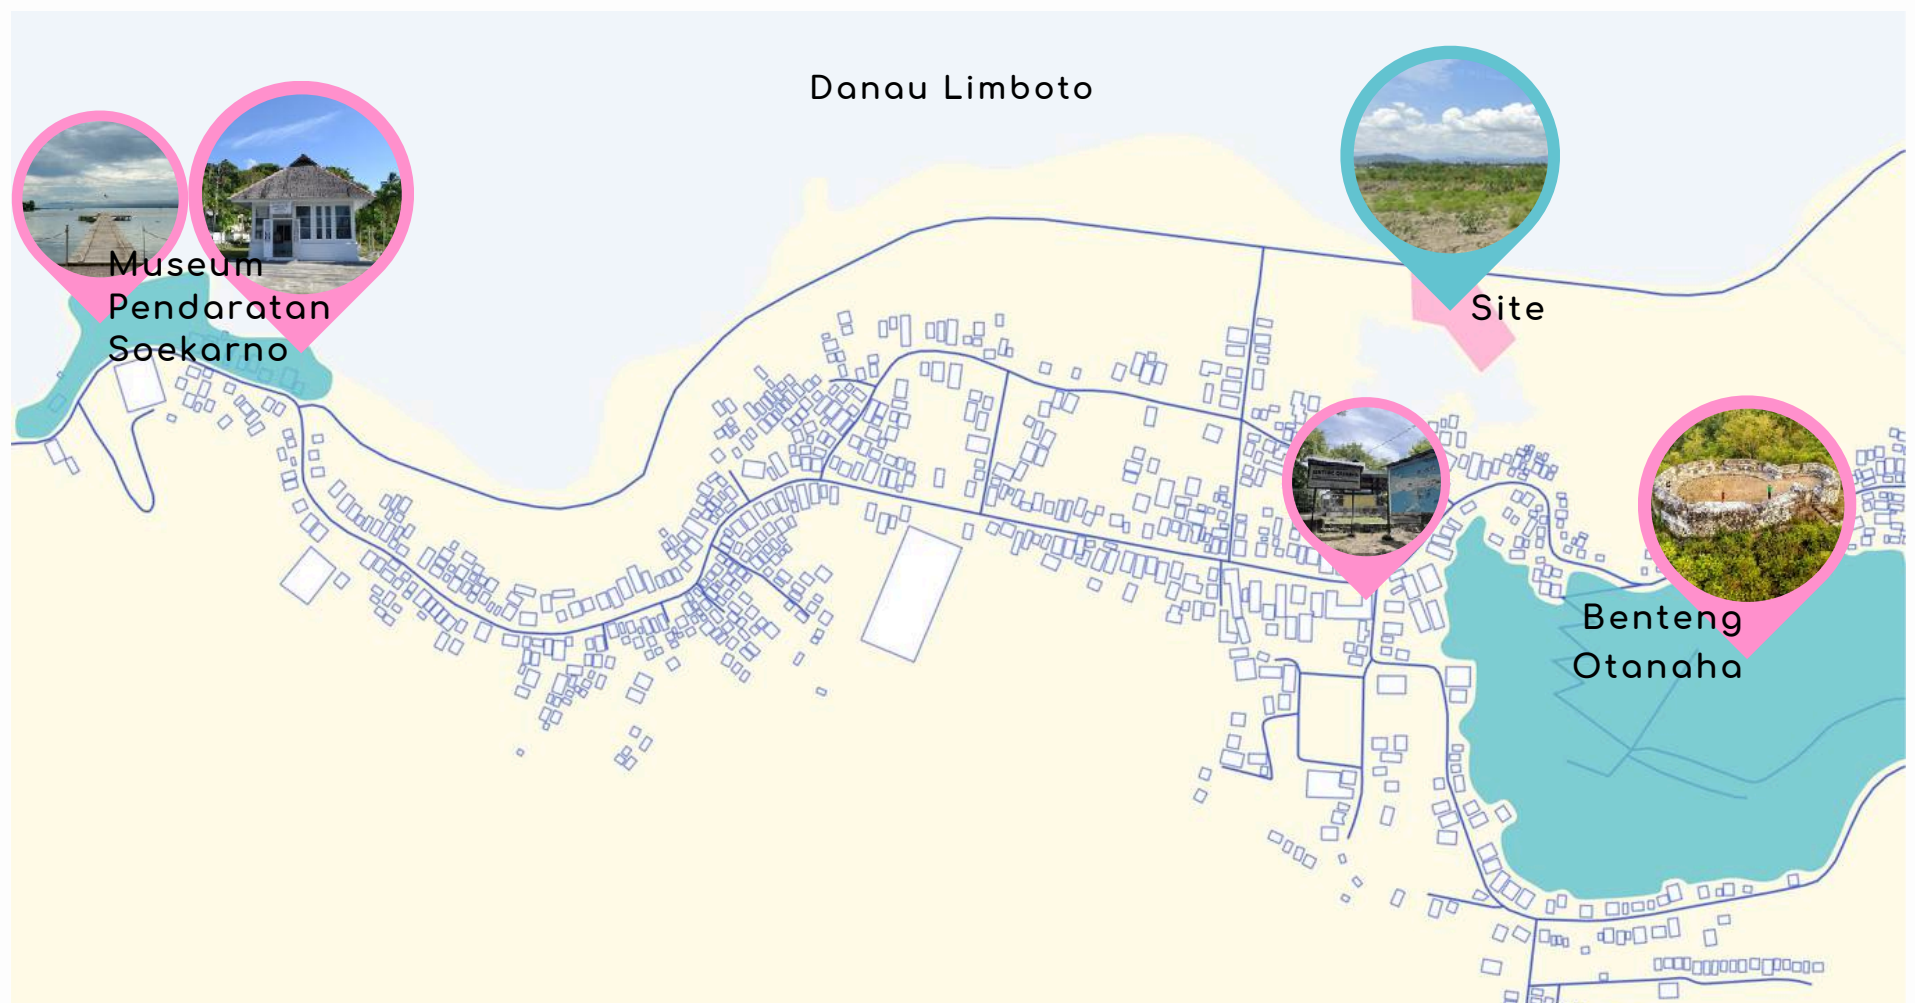 Danau Limboto
Museum
Pendaratan
Soekarno
Site
Benteng
Otanaha